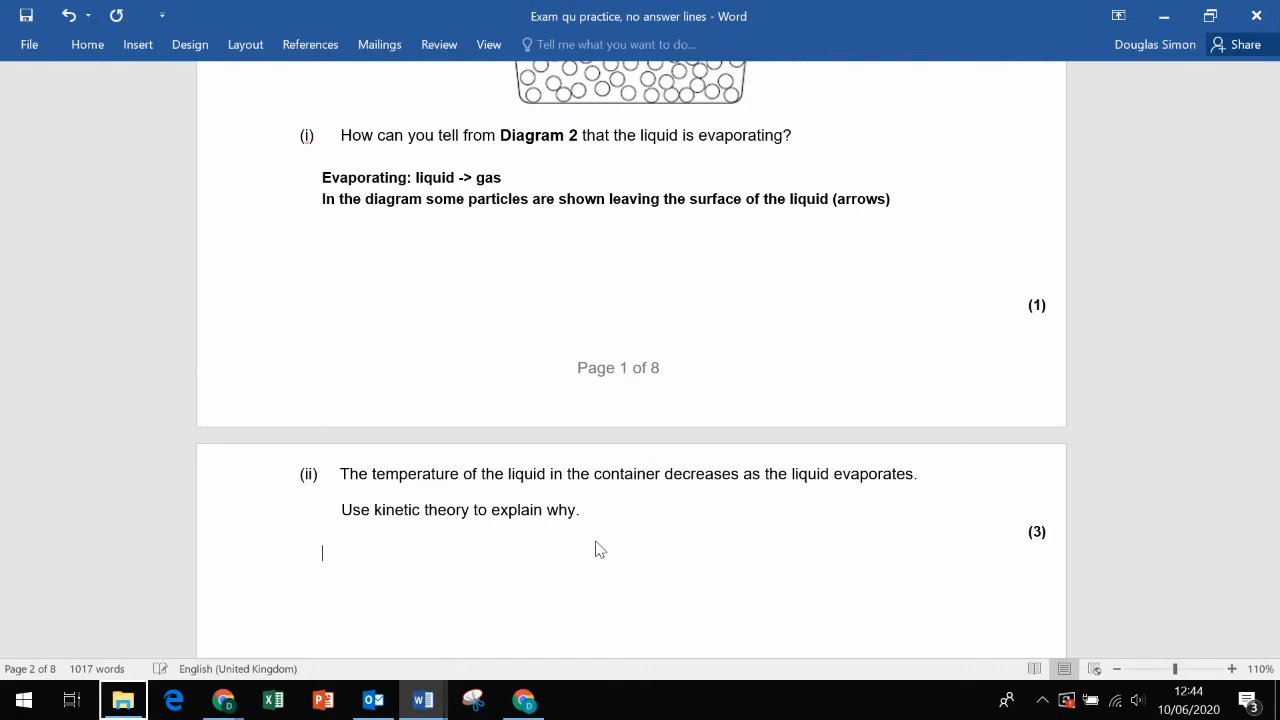 Exam qu practice, no answer lines - Word
File Home Insert Design Layout References Mailings Review View Tell me what you want to do... Douglas Simon Share
(i) How can you tell from Diagram 2 that the liquid is evaporating?
Evaporating: liquid -> gas
In the diagram some particles are shown leaving the surface of the liquid (arrows)
(1)
Page 1 of 8
(ii) The temperature of the liquid in the container decreases as the liquid evaporates.
Use kinetic theory to explain why.
(3)
Page 2 of 8 1017 words English (United Kingdom) 110%
12:44
10/06/2020
3